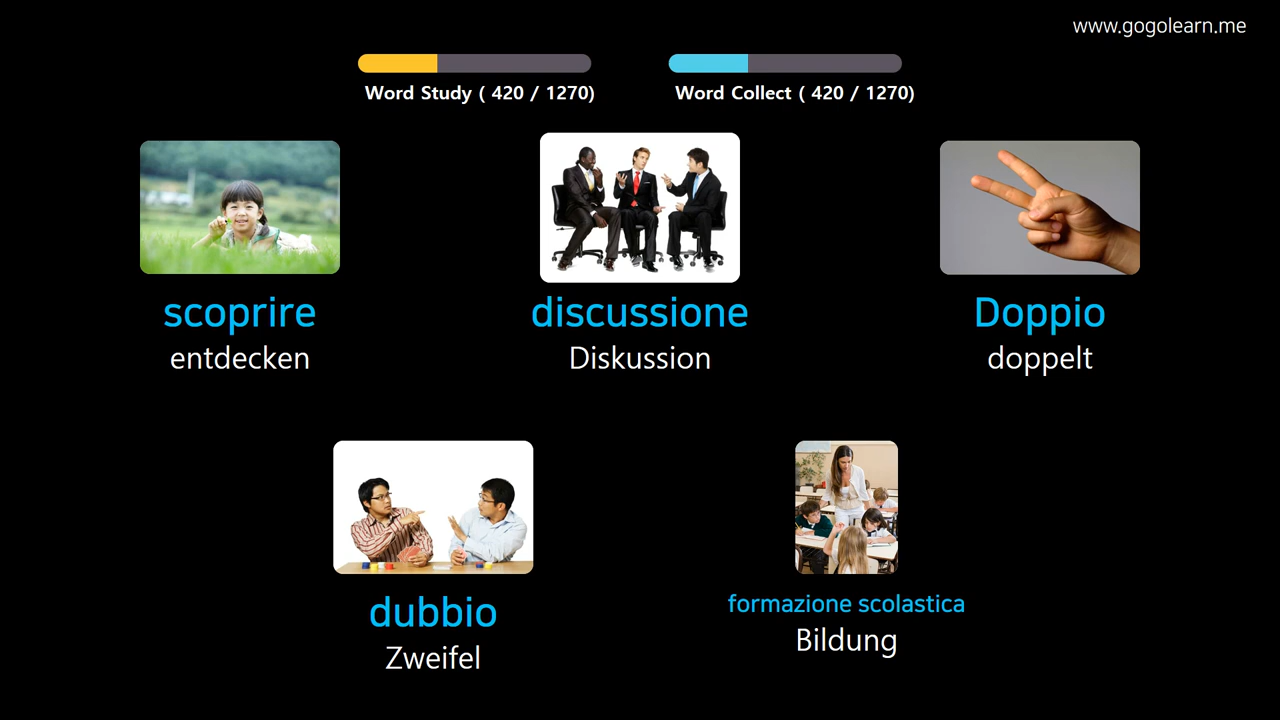 www.gogolearn.me
Word Study ( 420 / 1270)
Word Collect ( 420 / 1270)
scoprire
entdecken
discussione
Diskussion
Doppio
doppelt
dubbio
Zweifel
formazione scolastica
Bildung